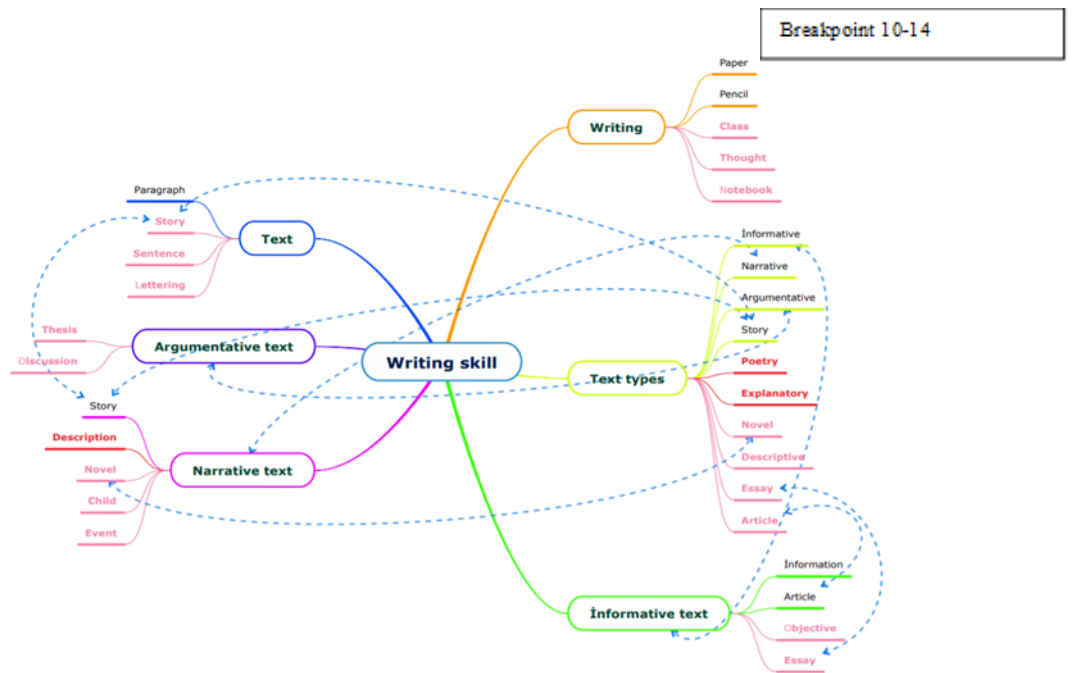 Breakpoint 10-14
Writing skill
Writing
Paper
Pencil
Class
Thought
Notebook
Text
Paragraph
Story
Sentence
Lettering
Argumentative text
Thesis
Discussion
Narrative text
Story
Description
Novel
Child
Event
Text types
İnformative
Narrative
Argumentative
Story
Poetry
Explanatory
Novel
Descriptive
Essay
Article
İnformative text
İnformation
Article
Objective
Essay